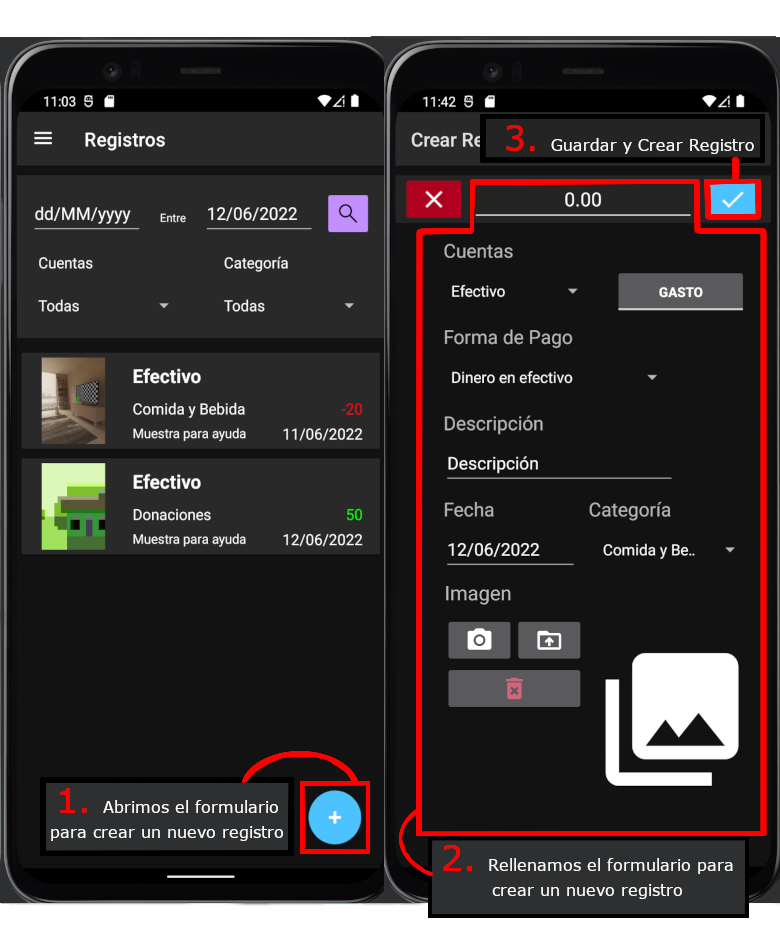 11:03
Registros
dd/MM/yyyy Entre 12/06/2022
Cuentas Categoría
Todas Todas
Efectivo
Comida y Bebida -20
Muestra para ayuda 11/06/2022
Efectivo
Donaciones 50
Muestra para ayuda 12/06/2022
1. Abrimos el formulario
para crear un nuevo registro
+
11:42
Crear Re
3. Guardar y Crear Registro
0.00
Cuentas
Efectivo GASTO
Forma de Pago
Dinero en efectivo
Descripción
Descripción
Fecha Categoría
12/06/2022 Comida y Be..
Imagen
2. Rellenamos el formulario para
crear un nuevo registro